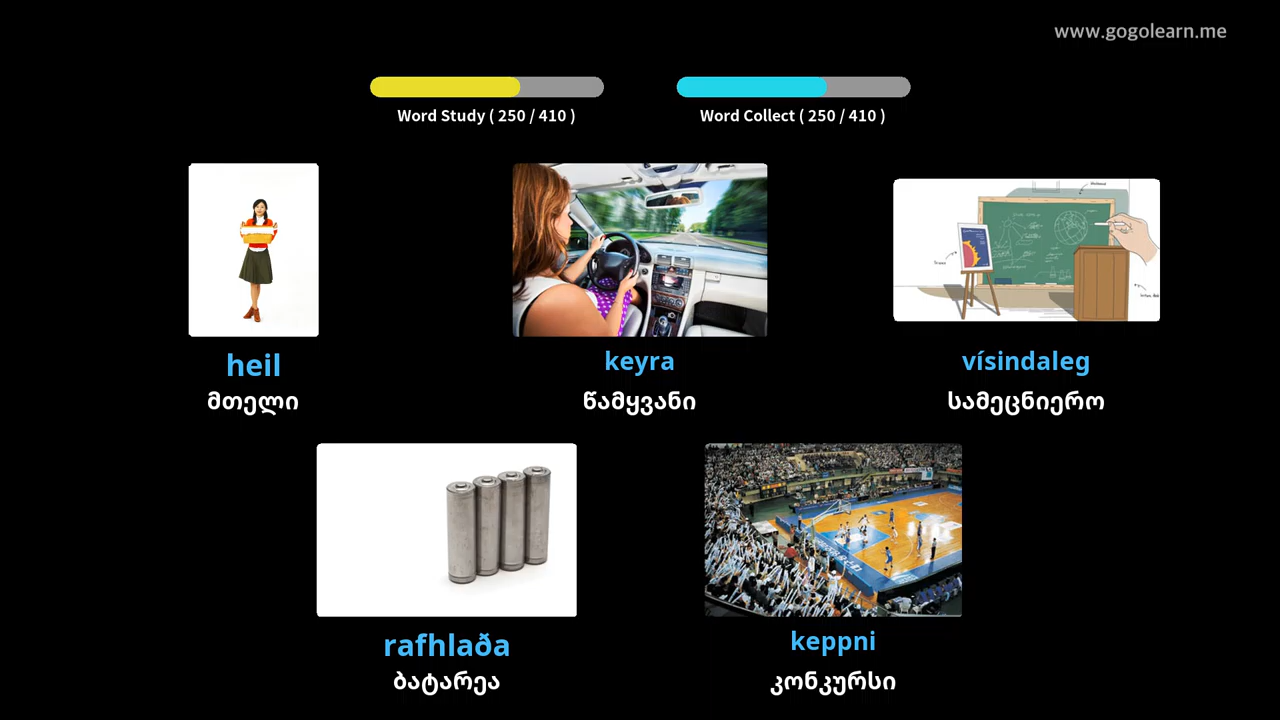 www.gogolearn.me
Word Study ( 250 / 410 )
Word Collect ( 250 / 410 )
heil
მთელი
keyra
წამყვანი
vísindaleg
სამეცნიერო
rafhlaða
ბატარეა
keppni
კონკურსი